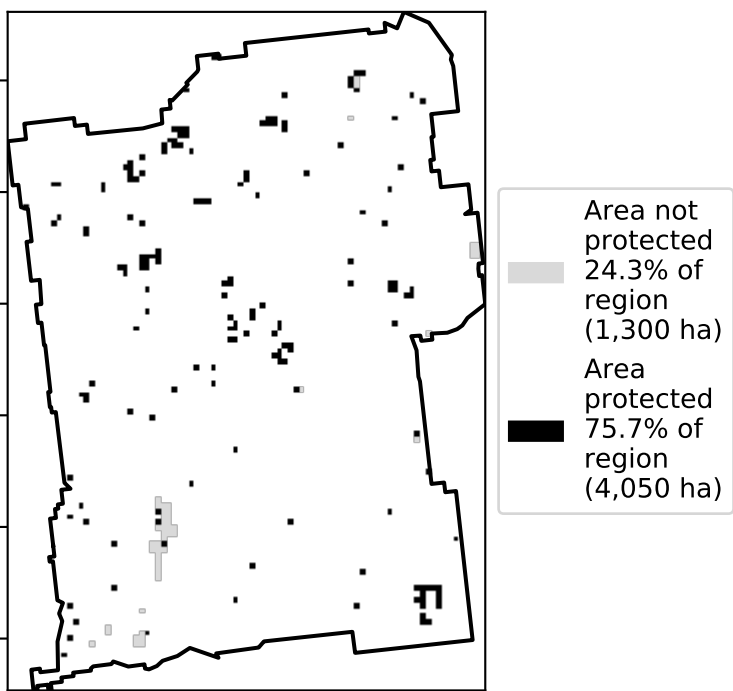 Area not
protected
24.3% of
region
(1,300 ha)
Area
protected
75.7% of
region
(4,050 ha)